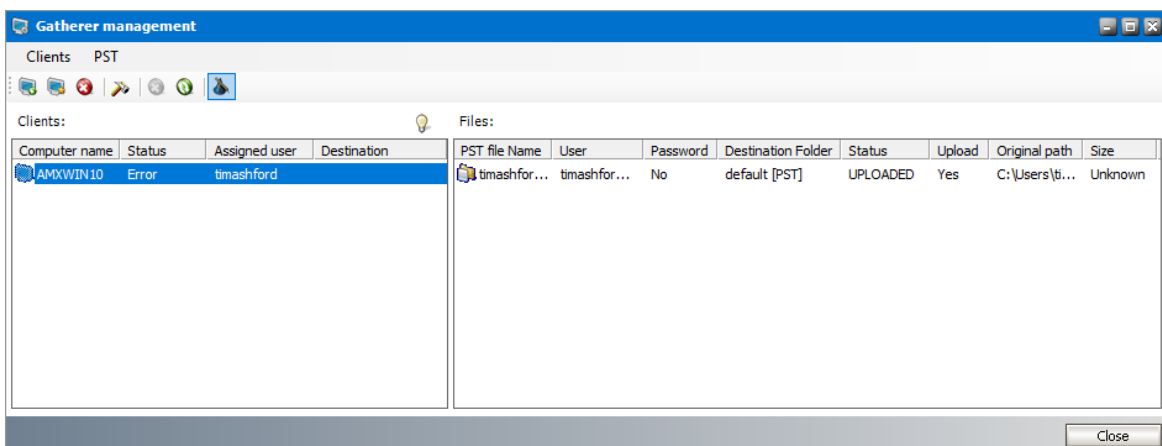 Gatherer management
Clients PST
Clients: Files:
Computer name Status Assigned user Destination PST file Name User Password Destination Folder Status Upload Original path Size
AMXWIN10 Error timashford timashfor... timashfor... No default [PST] UPLOADED Yes C:\Users\ti... Unknown
Close